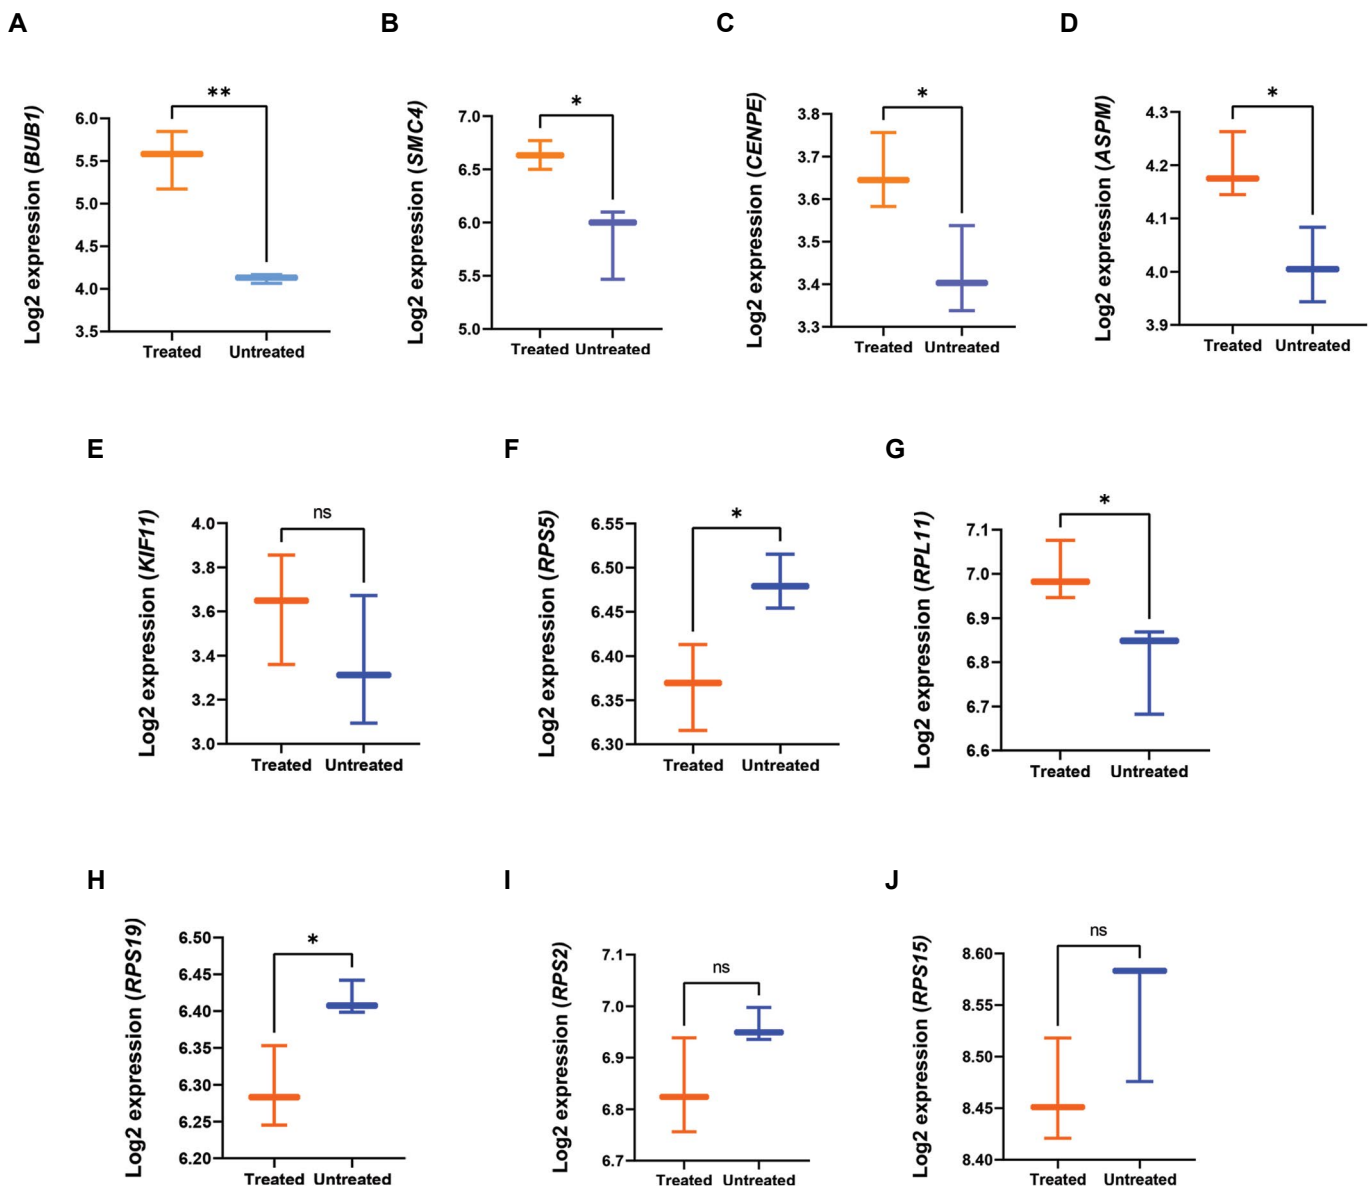 A
B
C
D
Log2 expression (BUB1)
**
6.0
5.5
5.0
4.5
4.0
3.5
Treated Untreated
Log2 expression (SMC4)
*
7.0
6.5
6.0
5.5
5.0
Treated Untreated
Log2 expression (CENPE)
*
3.8
3.7
3.6
3.5
3.4
3.3
Treated Untreated
Log2 expression (ASPM)
*
4.3
4.2
4.1
4.0
3.9
Treated Untreated
E
F
G
Log2 expression (KIF11)
ns
4.0
3.8
3.6
3.4
3.2
3.0
Treated Untreated
Log2 expression (RPS5)
*
6.55
6.50
6.45
6.40
6.35
6.30
Treated Untreated
Log2 expression (RPL11)
*
7.1
7.0
6.9
6.8
6.7
6.6
Treated Untreated
H
I
J
Log2 expression (RPS19)
*
6.50
6.45
6.40
6.35
6.30
6.25
6.20
Treated Untreated
Log2 expression (RPS2)
ns
7.1
7.0
6.9
6.8
6.7
Treated Untreated
Log2 expression (RPS15)
ns
8.60
8.55
8.50
8.45
8.40
Treated Untreated